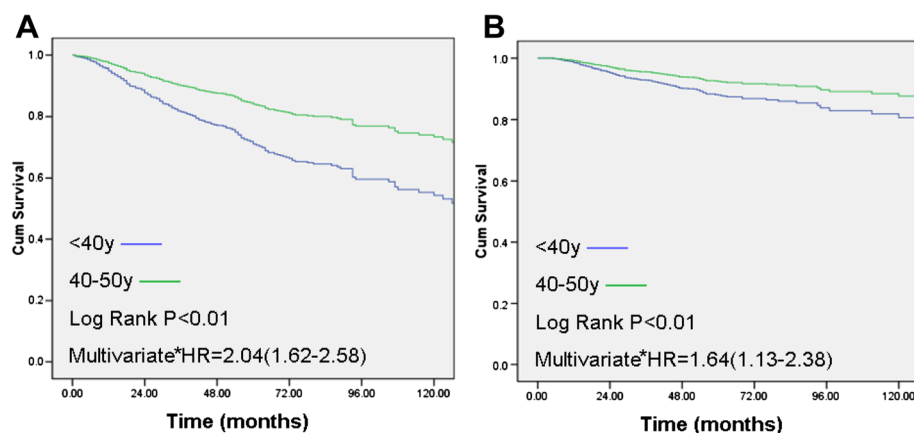 A
Cum Survival
1.0
0.8
0.6
0.4
0.2
0.0
<40y
40-50y
Log Rank P<0.01
Multivariate*HR=2.04(1.62-2.58)
0.00 24.00 48.00 72.00 96.00 120.00
Time (months)
B
Cum Survival
1.0
0.8
0.6
0.4
0.2
0.0
<40y
40-50y
Log Rank P<0.01
Multivariate*HR=1.64(1.13-2.38)
0.00 24.00 48.00 72.00 96.00 120.00
Time (months)